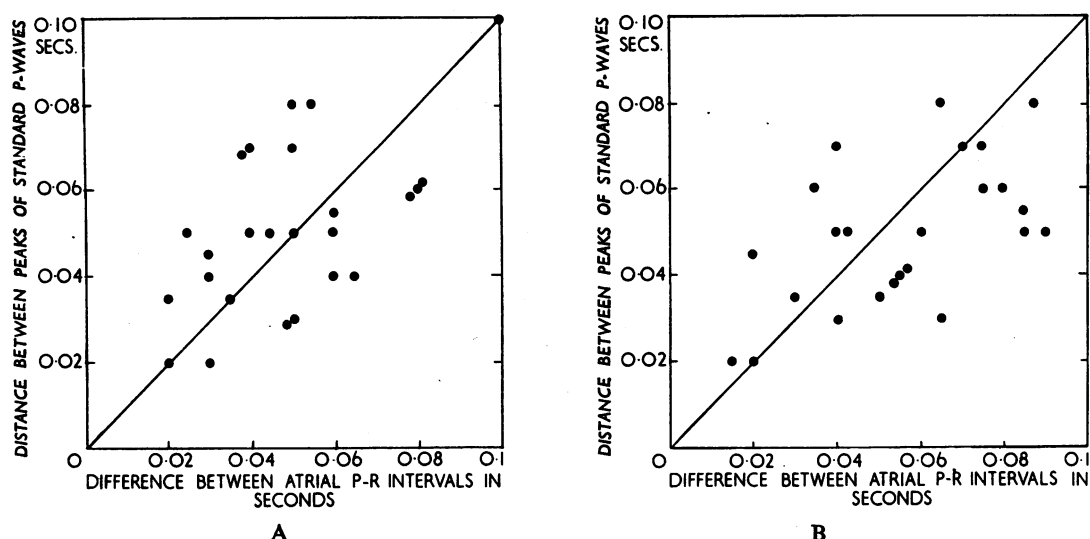 DISTANCE BETWEEN PEAKS OF STANDARD P-WAVES
0·10
SECS.
0·08
0·06
0·04
0·02
0
0·02
0·04
0·06
0·08
0·1
DIFFERENCE BETWEEN ATRIAL P-R INTERVALS IN
SECONDS
A
DISTANCE BETWEEN PEAKS OF STANDARD P-WAVES
0·10
SECS.
0·08
0·06
0·04
0·02
0
0·02
0·04
0·06
0·08
0·1
DIFFERENCE BETWEEN ATRIAL P-R INTERVALS IN
SECONDS
B